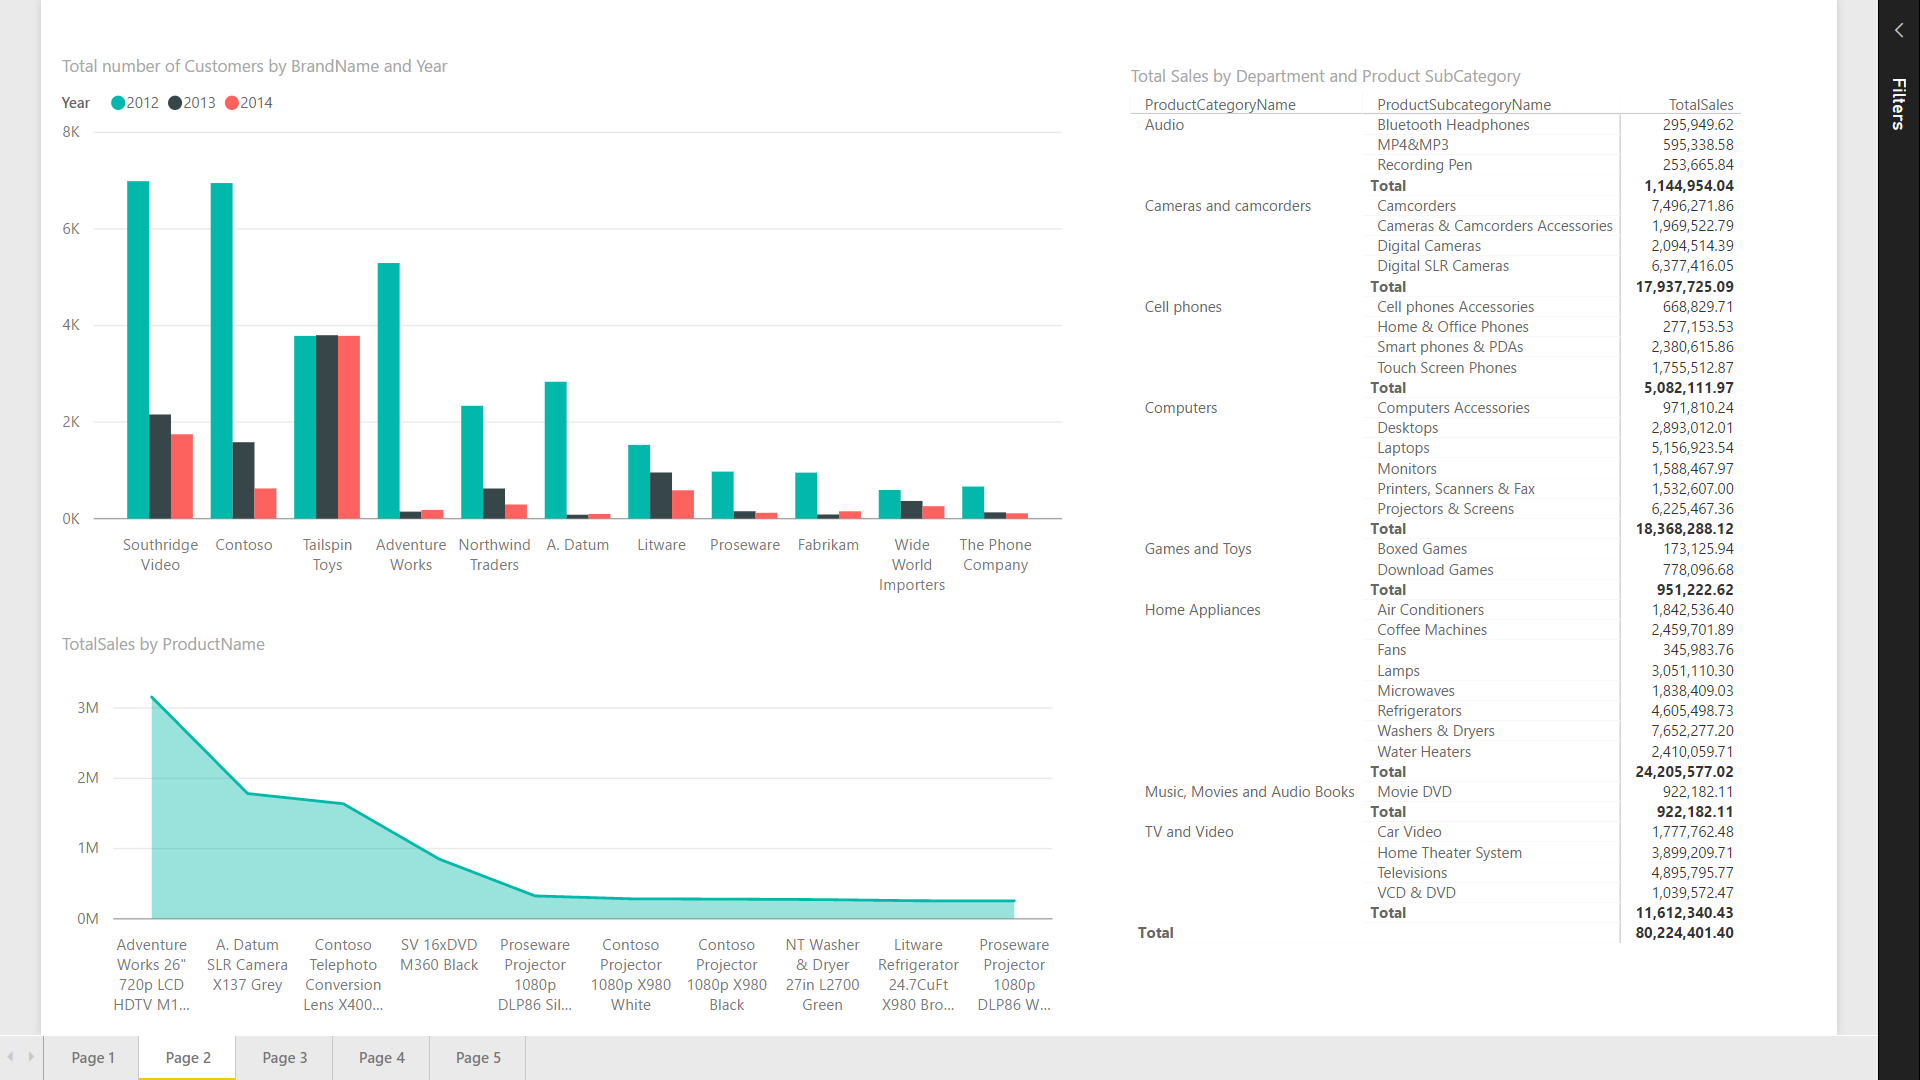 Total number of Customers by BrandName and Year
Year 2012 2013 2014
8K
6K
4K
2K
0K
Southridge Video
Contoso
Tailspin Toys
Adventure Works
Northwind Traders
A. Datum
Litware
Proseware
Fabrikam
Wide World Importers
The Phone Company
TotalSales by ProductName
3M
2M
1M
0M
Adventure Works 26" 720p LCD HDTV M1...
A. Datum SLR Camera X137 Grey
Contoso Telephoto Conversion Lens X400...
SV 16xDVD M360 Black
Proseware Projector 1080p DLP86 Sil...
Contoso Projector 1080p X980 White
Contoso Projector 1080p X980 Black
NT Washer & Dryer 27in L2700 Green
Litware Refrigerator 24.7CuFt X980 Bro...
Proseware Projector 1080p DLP86 W...
Total Sales by Department and Product SubCategory
ProductCategoryName ProductSubcategoryName TotalSales
Audio Bluetooth Headphones 295,949.62
MP4&MP3 595,338.58
Recording Pen 253,665.84
Total 1,144,954.04
Cameras and camcorders Camcorders 7,496,271.86
Cameras & Camcorders Accessories 1,969,522.79
Digital Cameras 2,094,514.39
Digital SLR Cameras 6,377,416.05
Total 17,937,725.09
Cell phones Cell phones Accessories 668,829.71
Home & Office Phones 277,153.53
Smart phones & PDAs 2,380,615.86
Touch Screen Phones 1,755,512.87
Total 5,082,111.97
Computers Computers Accessories 971,810.24
Desktops 2,893,012.01
Laptops 5,156,923.54
Monitors 1,588,467.97
Printers, Scanners & Fax 1,532,607.00
Projectors & Screens 6,225,467.36
Total 18,368,288.12
Games and Toys Boxed Games 173,125.94
Download Games 778,096.68
Total 951,222.62
Home Appliances Air Conditioners 1,842,536.40
Coffee Machines 2,459,701.89
Fans 345,983.76
Lamps 3,051,110.30
Microwaves 1,838,409.03
Refrigerators 4,605,498.73
Washers & Dryers 7,652,277.20
Water Heaters 2,410,059.71
Total 24,205,577.02
Music, Movies and Audio Books Movie DVD 922,182.11
Total 922,182.11
TV and Video Car Video 1,777,762.48
Home Theater System 3,899,209.71
Televisions 4,895,795.77
VCD & DVD 1,039,572.47
Total 11,612,340.43
Total 80,224,401.40
Filters
Page 1 Page 2 Page 3 Page 4 Page 5